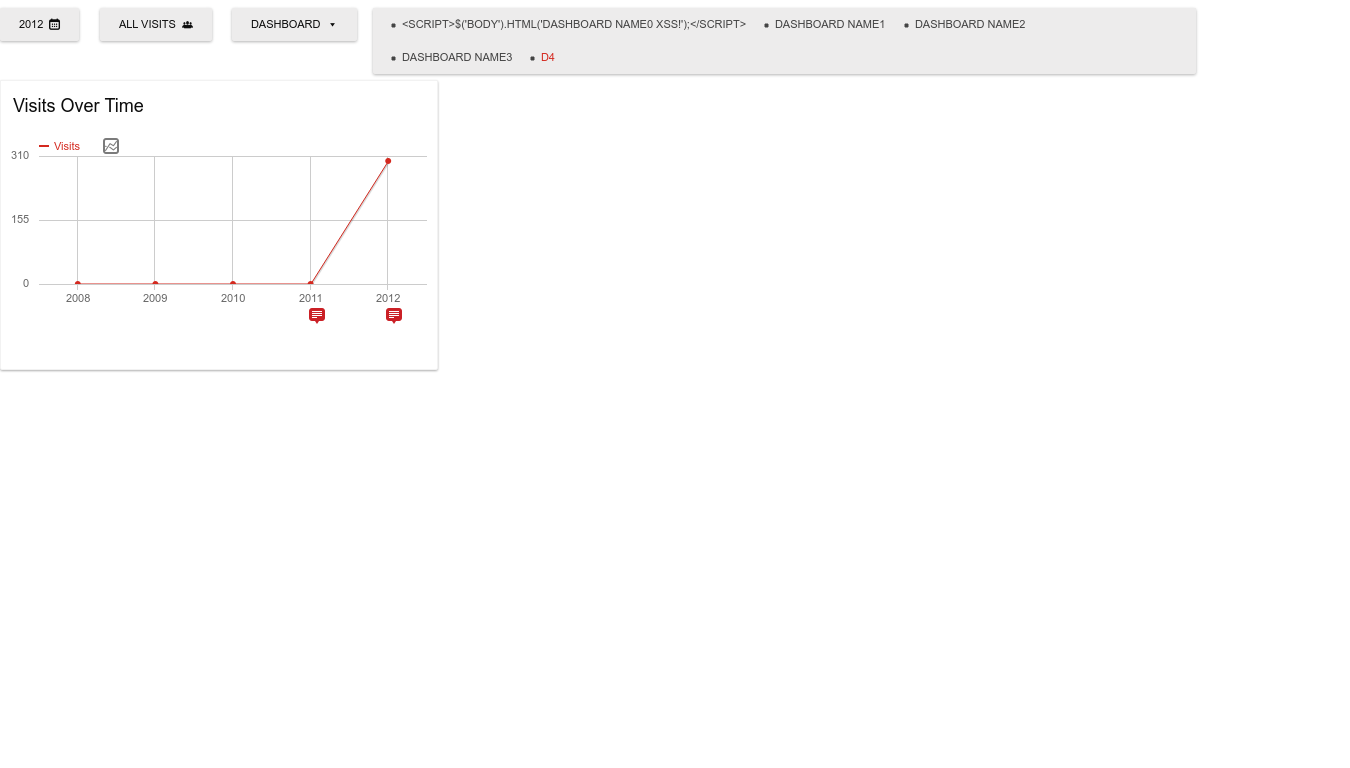 2012
ALL VISITS
DASHBOARD
<SCRIPT>$('BODY').HTML('DASHBOARD NAME0 XSS!');</SCRIPT>
DASHBOARD NAME1
DASHBOARD NAME2
DASHBOARD NAME3
D4
Visits Over Time
Visits
310
155
0
2008 2009 2010 2011 2012